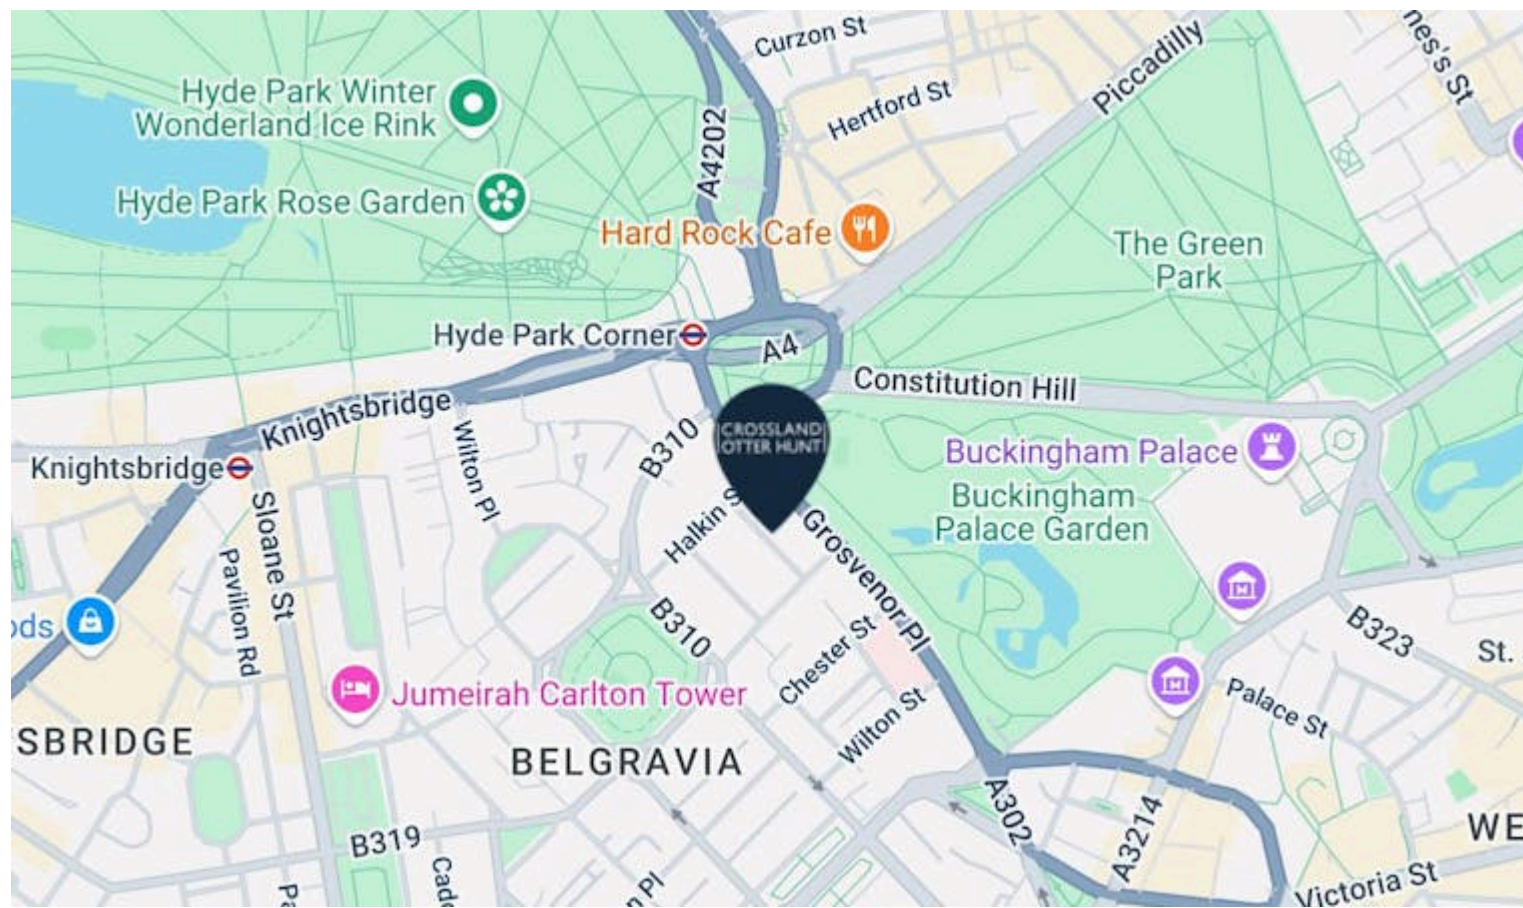 Curzon St
Piccadilly
Hyde Park Winter
Wonderland Ice Rink
Hertford St
A4202
Hyde Park Rose Garden
Hard Rock Cafe
The Green
Park
Hyde Park Corner
A4
Constitution Hill
Knightsbridge
CROSSLAND
OTTER HUNT
B310
Buckingham Palace
Knightsbridge
Wilton Pl
Buckingham
Palace Garden
Sloane St
Halkin S
Grosvenor Pl
Pavilion Rd
B310
Chester St
B323
St.
Jumeirah Carlton Tower
Palace St
Wilton St
SBRIDGE
BELGRAVIA
A302
A3214
WE
B319
Victoria St